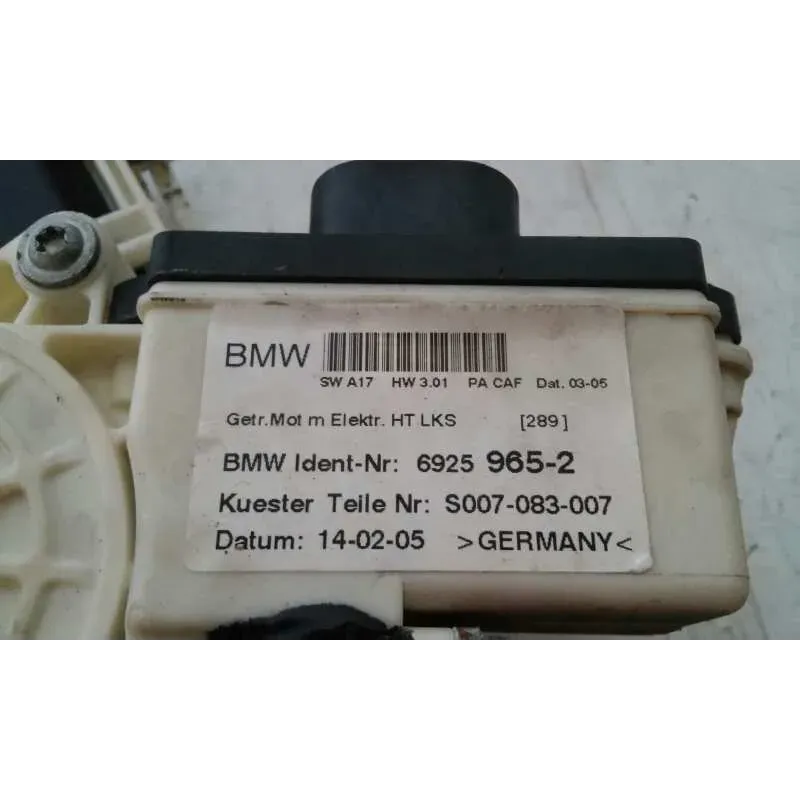 BMW
SW A17 HW 3.01 PA CAF Dat. 03-05
Getr.Mot m Elektr. HT LKS [289]
BMW Ident-Nr: 6925 965-2
Kuester Teile Nr: S007-083-007
Datum: 14-02-05 >GERMANY<